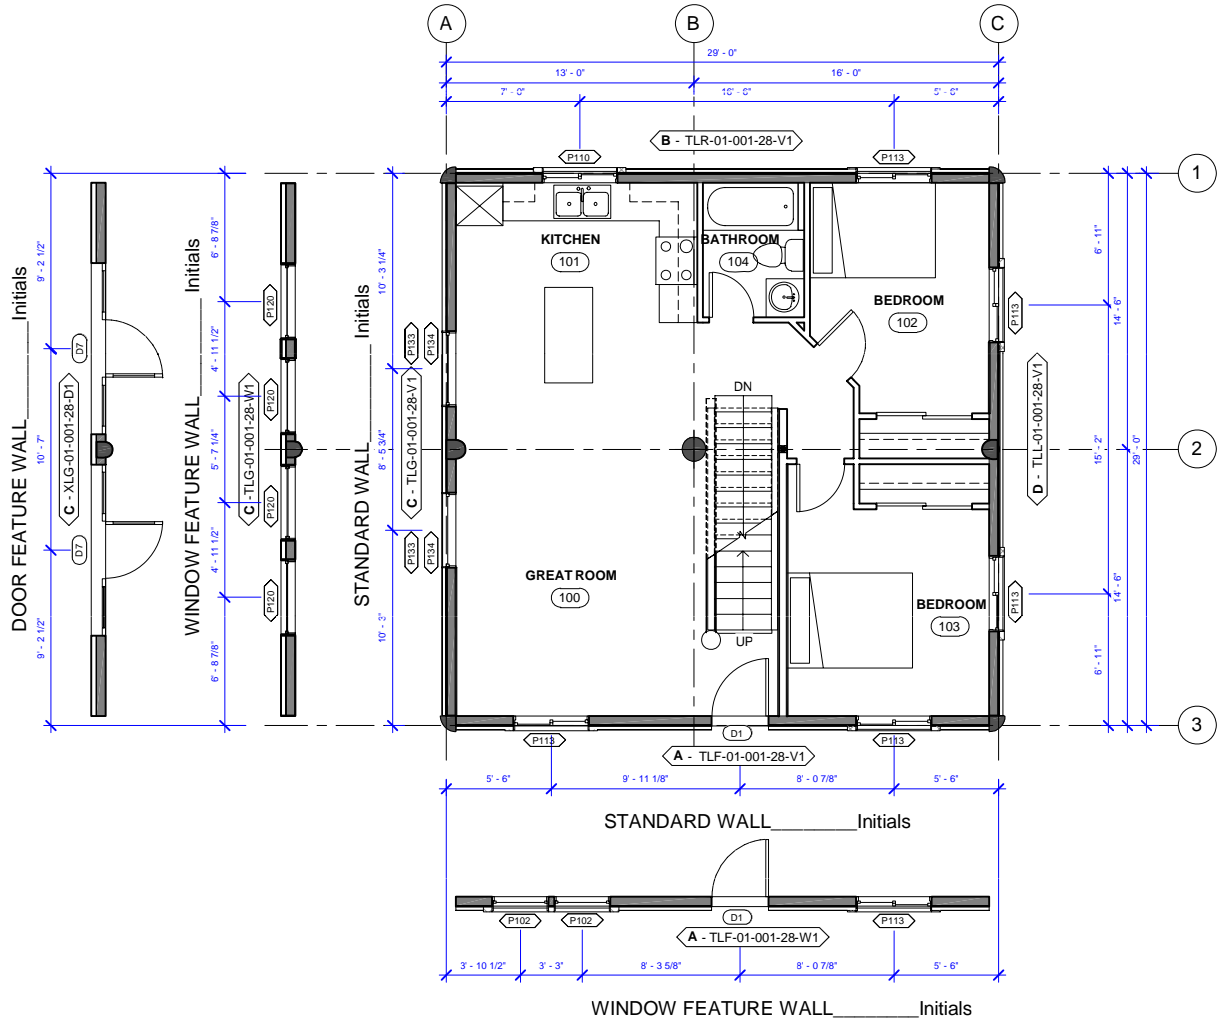 A
B
C
29' - 0"
13' - 0"
16' - 0"
7' - 0"
16' - 6"
5' - 6"
B - TLR-01-001-28-V1
P110
P113
1
2
3
KITCHEN
101
BATHROOM
104
BEDROOM
102
DN
UP
GREAT ROOM
100
BEDROOM
103
P113
P113
D - TLL-01-001-28-V1
6' - 11"
15' - 2"
6' - 11"
14' - 6"
14' - 6"
29' - 0"
DOOR FEATURE WALL________Initials
9' - 2 1/2"
10' - 7"
9' - 2 1/2"
D7
D7
C - XLG-01-001-28-D1
WINDOW FEATURE WALL________Initials
6' - 8 7/8"
4' - 11 1/2"
5' - 7 1/4"
4' - 11 1/2"
6' - 8 7/8"
P120
P120
P120
P120
C -TLG-01-001-28-W1
STANDARD WALL________Initials
10' - 3 1/4"
8' - 5 3/4"
10' - 3"
P133
P134
P133
P134
C - TLG-01-001-28-V1
P113
D1
P113
A - TLF-01-001-28-V1
5' - 6"
9' - 11 1/8"
8' - 0 7/8"
5' - 6"
STANDARD WALL________Initials
P102
P102
D1
P113
A - TLF-01-001-28-W1
3' - 10 1/2"
3' - 3"
8' - 3 5/8"
8' - 0 7/8"
5' - 6"
WINDOW FEATURE WALL________Initials